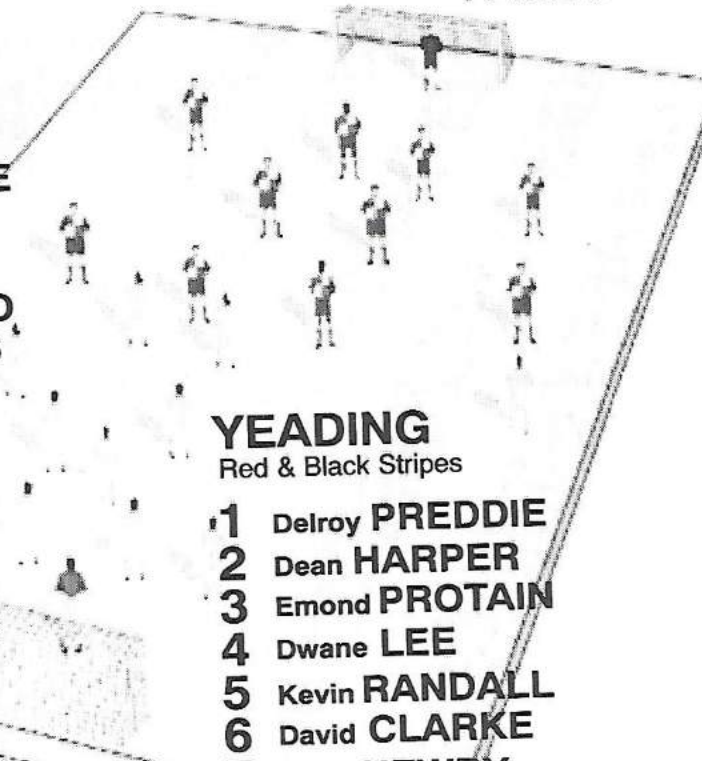 YEADING
Red & Black Stripes
1 Delroy PREDDIE
2 Dean HARPER
3 Emond PROTAIN
4 Dwane LEE
5 Kevin RANDALL
6 David CLARKE